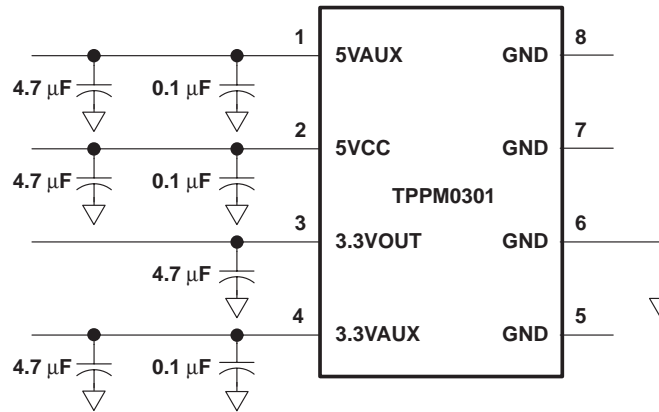 1 5VAUX GND 8
4.7 μF 0.1 μF
2 5VCC GND 7
4.7 μF 0.1 μF
TPPM0301
3 3.3VOUT GND 6
4.7 μF
4 3.3VAUX GND 5
4.7 μF 0.1 μF